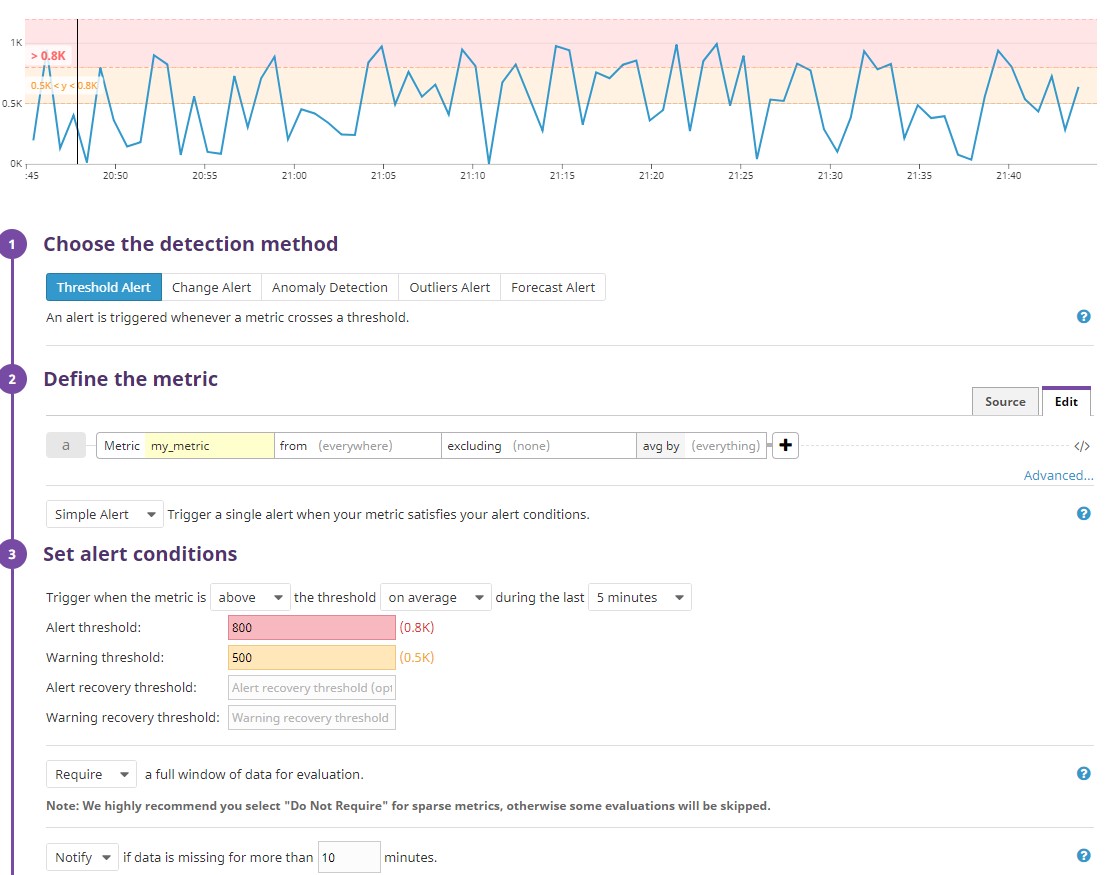 1K
> 0.8K
0.5K < y < 0.8K
0.5K
0K
:45 20:50 20:55 21:00 21:05 21:10 21:15 21:20 21:25 21:30 21:35 21:40
1 Choose the detection method
Threshold Alert Change Alert Anomaly Detection Outliers Alert Forecast Alert
An alert is triggered whenever a metric crosses a threshold. ?
2 Define the metric
Source Edit
a Metric my_metric from (everywhere) excluding (none) avg by (everything) + </>
Advanced...
Simple Alert Trigger a single alert when your metric satisfies your alert conditions. ?
3 Set alert conditions
Trigger when the metric is above the threshold on average during the last 5 minutes
Alert threshold: 800 (0.8K)
Warning threshold: 500 (0.5K)
Alert recovery threshold: Alert recovery threshold (opt
Warning recovery threshold: Warning recovery threshold
Require a full window of data for evaluation. ?
Note: We highly recommend you select "Do Not Require" for sparse metrics, otherwise some evaluations will be skipped.
Notify if data is missing for more than 10 minutes. ?